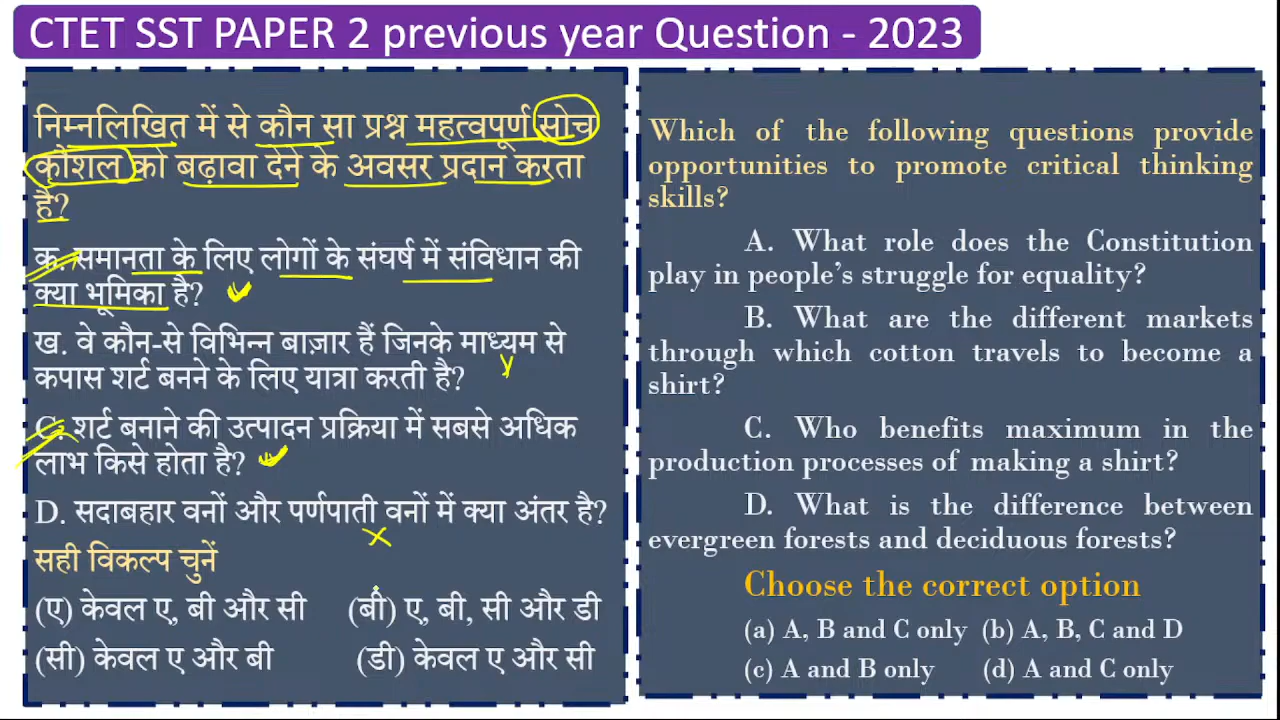 CTET SST PAPER 2 previous year Question - 2023
निम्नलिखित में से कौन सा प्रश्न महत्वपूर्ण सोच
कौशल को बढ़ावा देने के अवसर प्रदान करता
है?
क. समानता के लिए लोगों के संघर्ष में संविधान की
क्या भूमिका है?
ख. वे कौन-से विभिन्न बाज़ार हैं जिनके माध्यम से
कपास शर्ट बनने के लिए यात्रा करती है?
C. शर्ट बनाने की उत्पादन प्रक्रिया में सबसे अधिक
लाभ किसे होता है?
D. सदाबहार वनों और पर्णपाती वनों में क्या अंतर है?
सही विकल्प चुनें
(ए) केवल ए, बी और सी (बी) ए, बी, सी और डी
(सी) केवल ए और बी (डी) केवल ए और सी
Which of the following questions provide
opportunities to promote critical thinking
skills?
A. What role does the Constitution
play in people's struggle for equality?
B. What are the different markets
through which cotton travels to become a
shirt?
C. Who benefits maximum in the
production processes of making a shirt?
D. What is the difference between
evergreen forests and deciduous forests?
Choose the correct option
(a) A, B and C only (b) A, B, C and D
(c) A and B only (d) A and C only